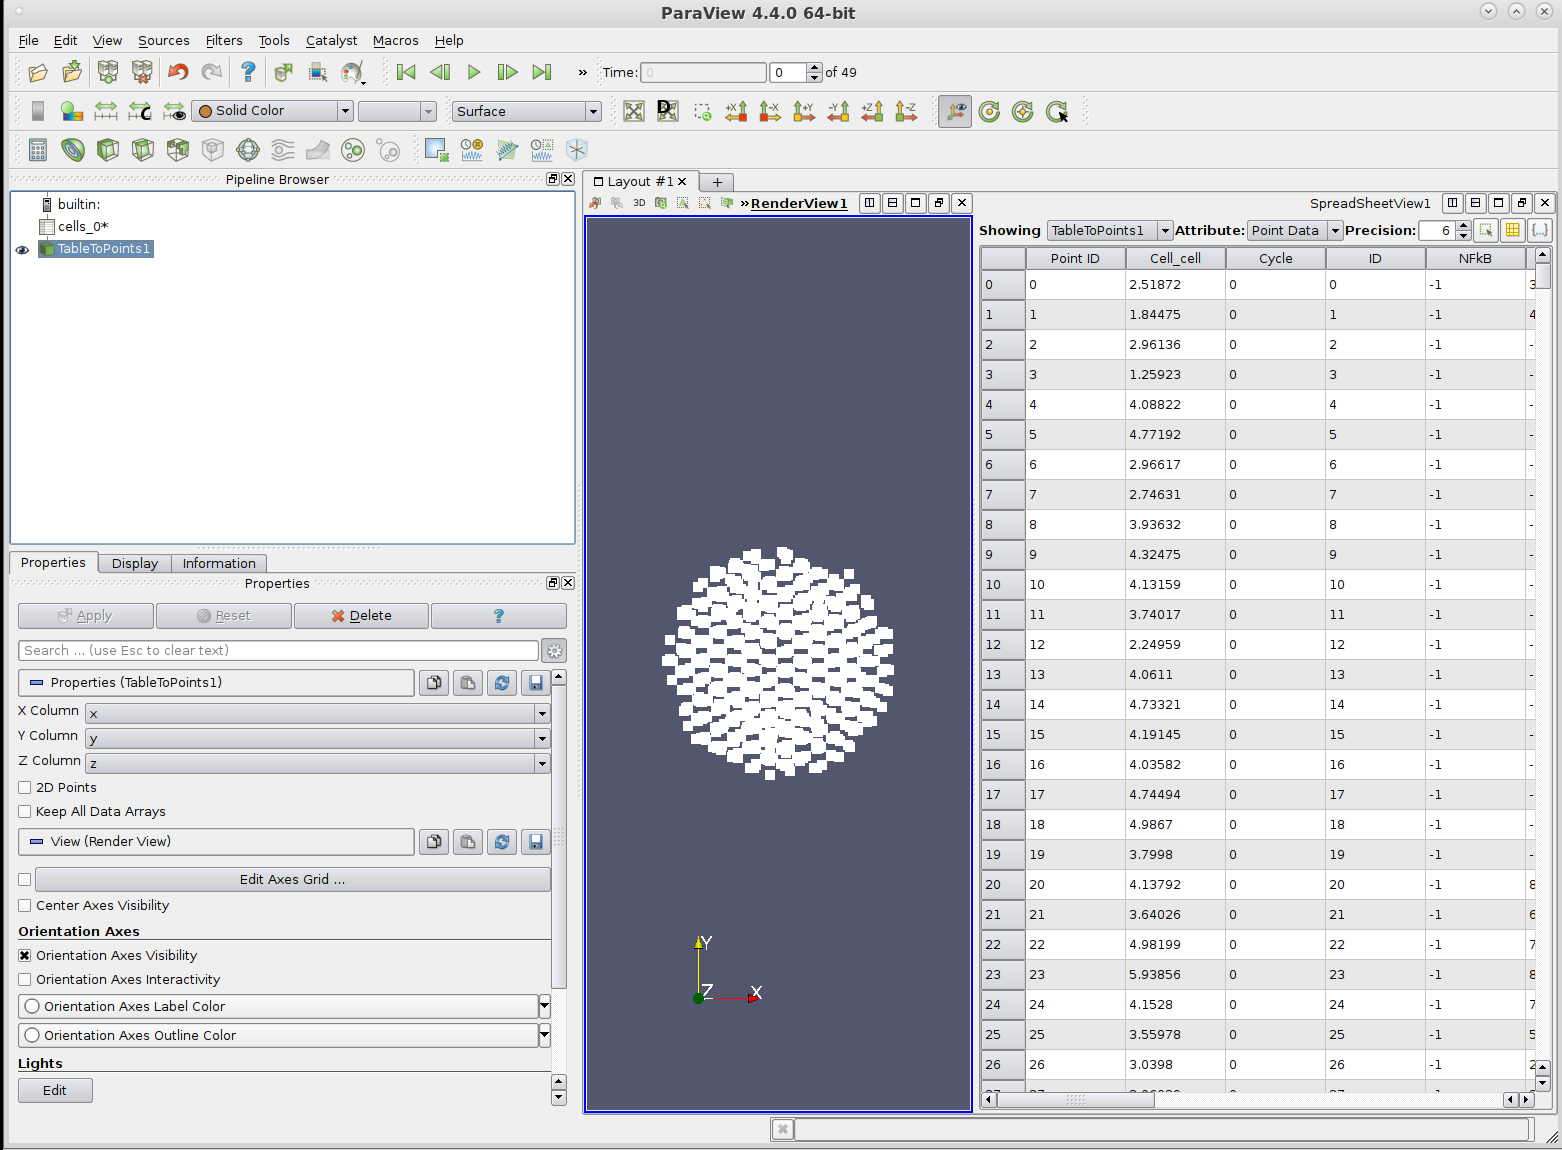 ParaView 4.4.0 64-bit
File Edit View Sources Filters Tools Catalyst Macros Help
» Time: 0 0 of 49
Solid Color Surface
Pipeline Browser
builtin:
cells_0*
TableToPoints1
Properties Display Information
Properties
Apply Reset Delete ?
Search ... (use Esc to clear text)
Properties (TableToPoints1)
X Column x
Y Column y
Z Column z
2D Points
Keep All Data Arrays
View (Render View)
Edit Axes Grid ...
Center Axes Visibility
Orientation Axes
Orientation Axes Visibility
Orientation Axes Interactivity
Orientation Axes Label Color
Orientation Axes Outline Color
Lights
Edit
Layout #1
3D » RenderView1
Y
Z X
SpreadSheetView1
Showing TableToPoints1 Attribute: Point Data Precision: 6
Point ID Cell_cell Cycle ID NFkB
0 0 2.51872 0 0 -1 3
1 1 1.84475 0 1 -1 4
2 2 2.96136 0 2 -1 -
3 3 1.25923 0 3 -1 -
4 4 4.08822 0 4 -1 -
5 5 4.77192 0 5 -1 -
6 6 2.96617 0 6 -1 -
7 7 2.74631 0 7 -1 -
8 8 3.93632 0 8 -1 -
9 9 4.32475 0 9 -1 -
10 10 4.13159 0 10 -1 -
11 11 3.74017 0 11 -1 -
12 12 2.24959 0 12 -1 -
13 13 4.0611 0 13 -1 -
14 14 4.73321 0 14 -1 -
15 15 4.19145 0 15 -1 -
16 16 4.03582 0 16 -1 -
17 17 4.74494 0 17 -1 -
18 18 4.9867 0 18 -1 -
19 19 3.7998 0 19 -1 -
20 20 4.13792 0 20 -1 8
21 21 3.64026 0 21 -1 6
22 22 4.98199 0 22 -1 7
23 23 5.93856 0 23 -1 8
24 24 4.1528 0 24 -1 7
25 25 3.55978 0 25 -1 5
26 26 3.0398 0 26 -1 2